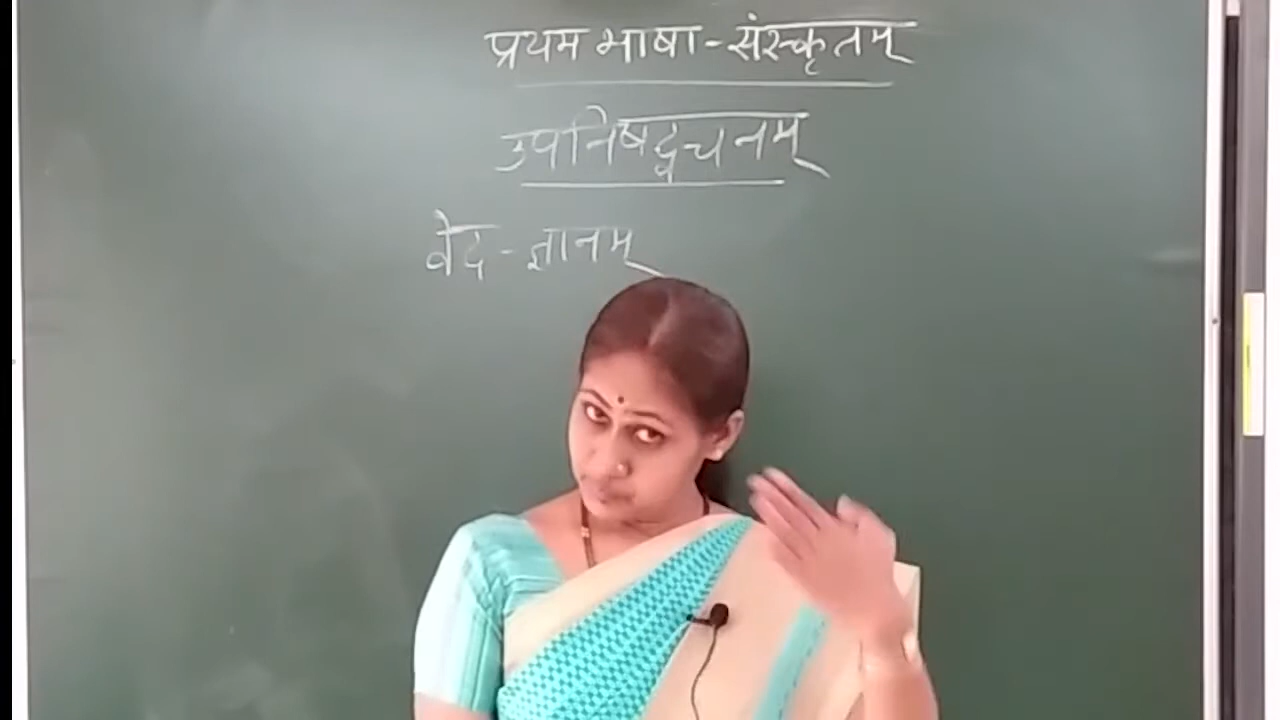 प्रथम भाषा - संस्कृतम्
उपनिषद्वचनम्
वेद - ज्ञानम्